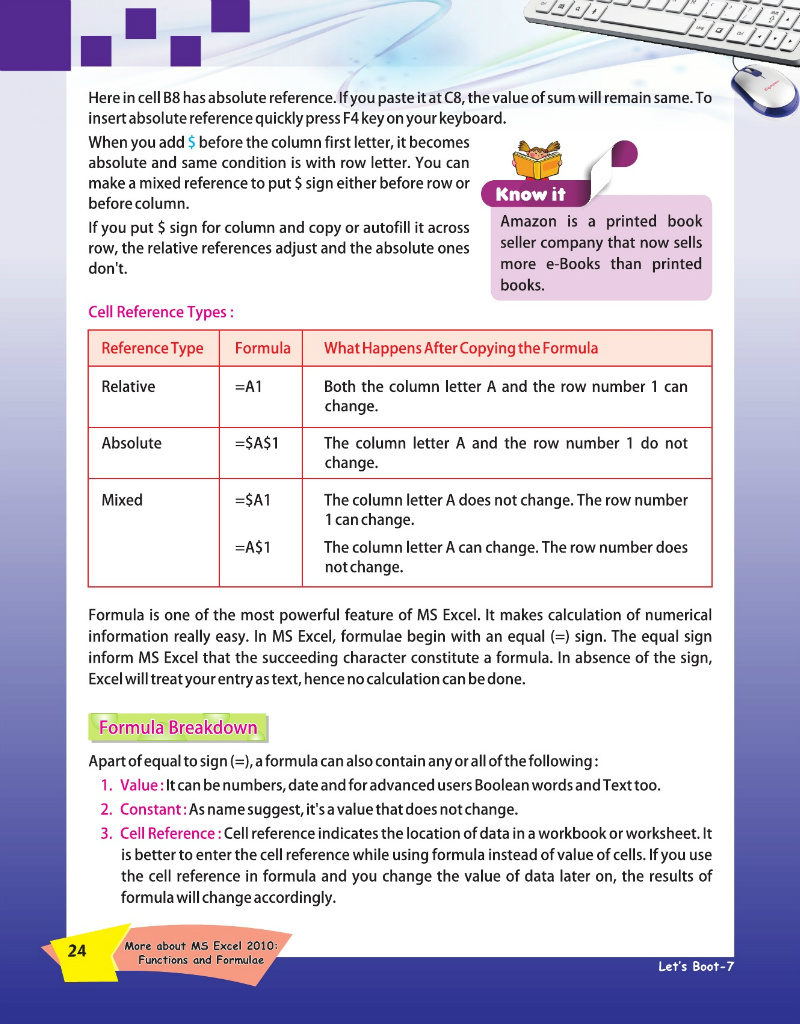 Here in cell B8 has absolute reference. If you paste it at C8, the value of sum will remain same. To
insert absolute reference quickly press F4 key on your keyboard.
When you add $ before the column first letter, it becomes
absolute and same condition is with row letter. You can
make a mixed reference to put $ sign either before row or
before column.
If you put $ sign for column and copy or autofill it across
row, the relative references adjust and the absolute ones
don't.
Know it
Amazon is a printed book
seller company that now sells
more e-Books than printed
books.
Cell Reference Types :
Reference Type Formula What Happens After Copying the Formula
Relative =A1 Both the column letter A and the row number 1 can
change.
Absolute =$A$1 The column letter A and the row number 1 do not
change.
Mixed =$A1 The column letter A does not change. The row number
1 can change.
=A$1 The column letter A can change. The row number does
not change.
Formula is one of the most powerful feature of MS Excel. It makes calculation of numerical
information really easy. In MS Excel, formulae begin with an equal (=) sign. The equal sign
inform MS Excel that the succeeding character constitute a formula. In absence of the sign,
Excel will treat your entry as text, hence no calculation can be done.
Formula Breakdown
Apart of equal to sign (=), a formula can also contain any or all of the following :
1. Value : It can be numbers, date and for advanced users Boolean words and Text too.
2. Constant : As name suggest, it's a value that does not change.
3. Cell Reference : Cell reference indicates the location of data in a workbook or worksheet. It
is better to enter the cell reference while using formula instead of value of cells. If you use
the cell reference in formula and you change the value of data later on, the results of
formula will change accordingly.
24
More about MS Excel 2010:
Functions and Formulae
Let's Boot-7